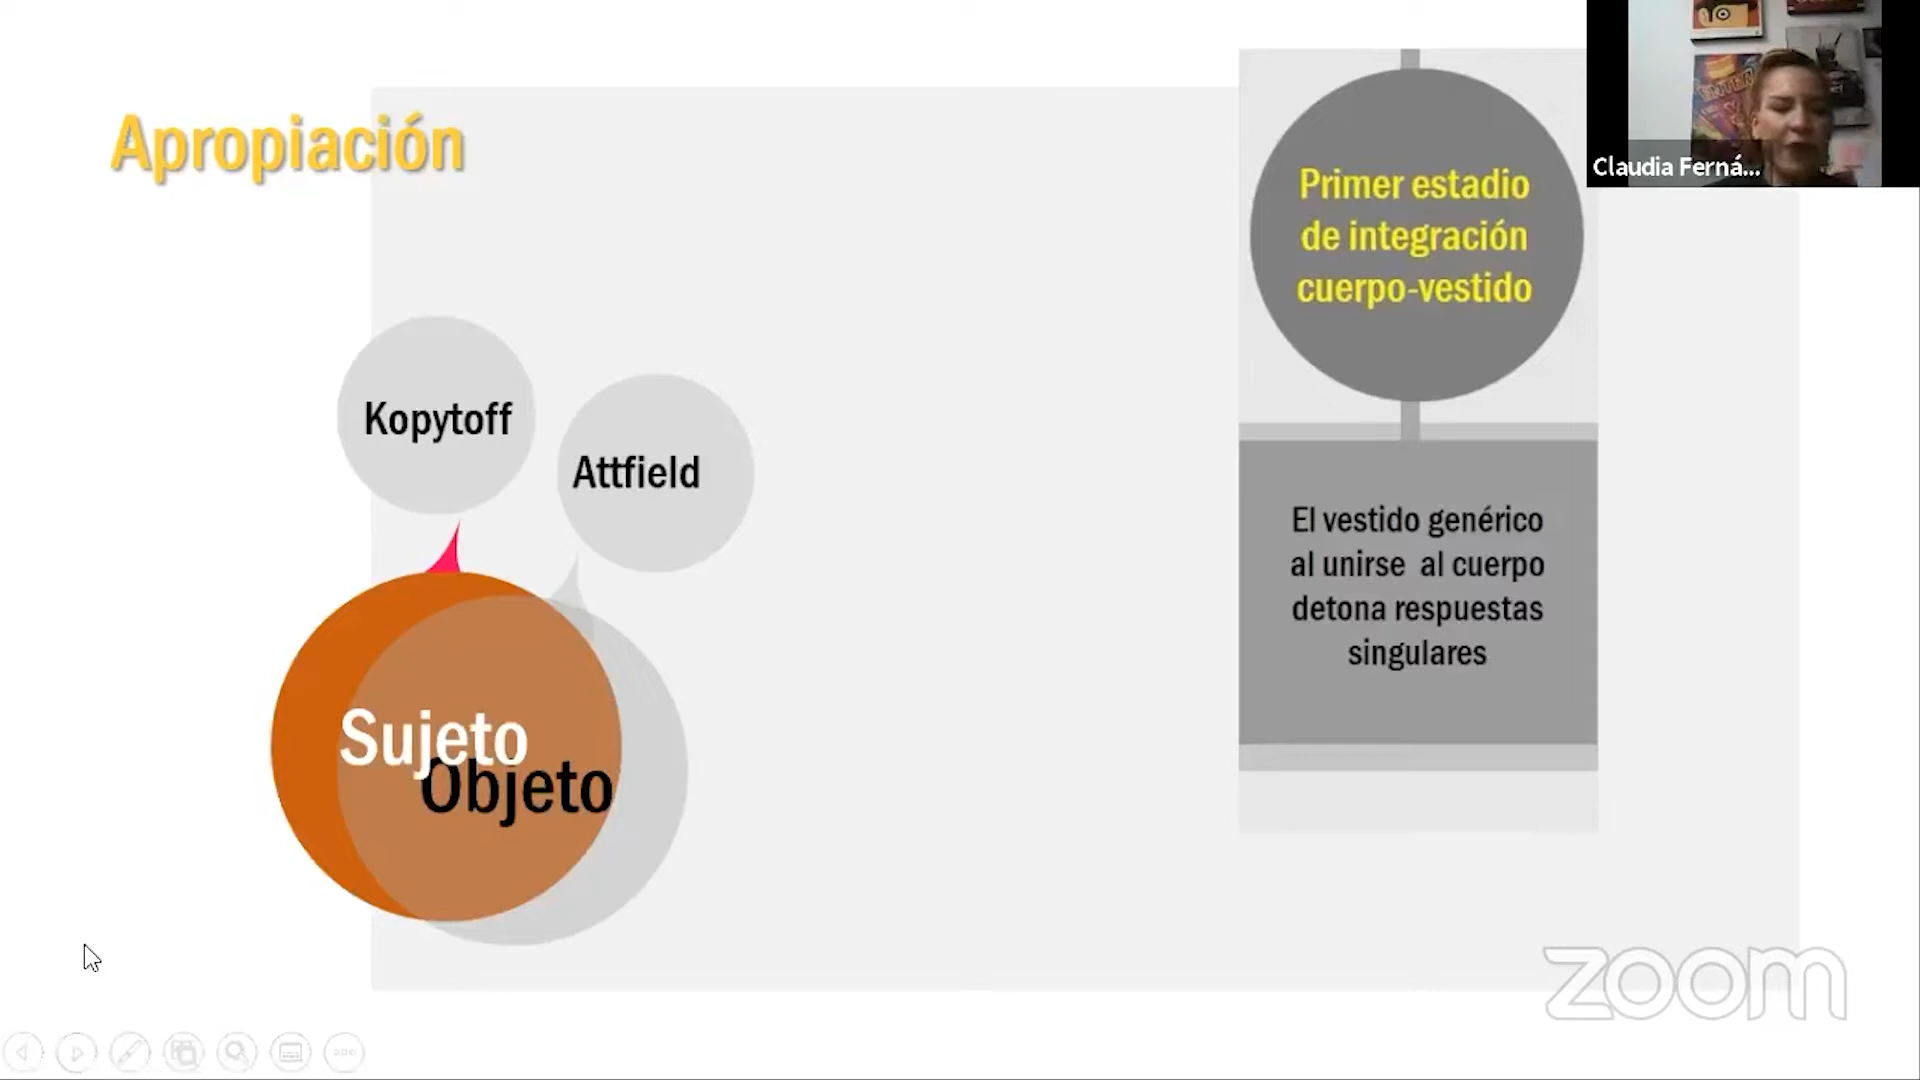 Apropiación
Kopytoff
Attfield
Sujeto
Objeto
Primer estadio
de integración
cuerpo-vestido
El vestido genérico
al unirse al cuerpo
detona respuestas
singulares
Claudia Ferná...
zoom